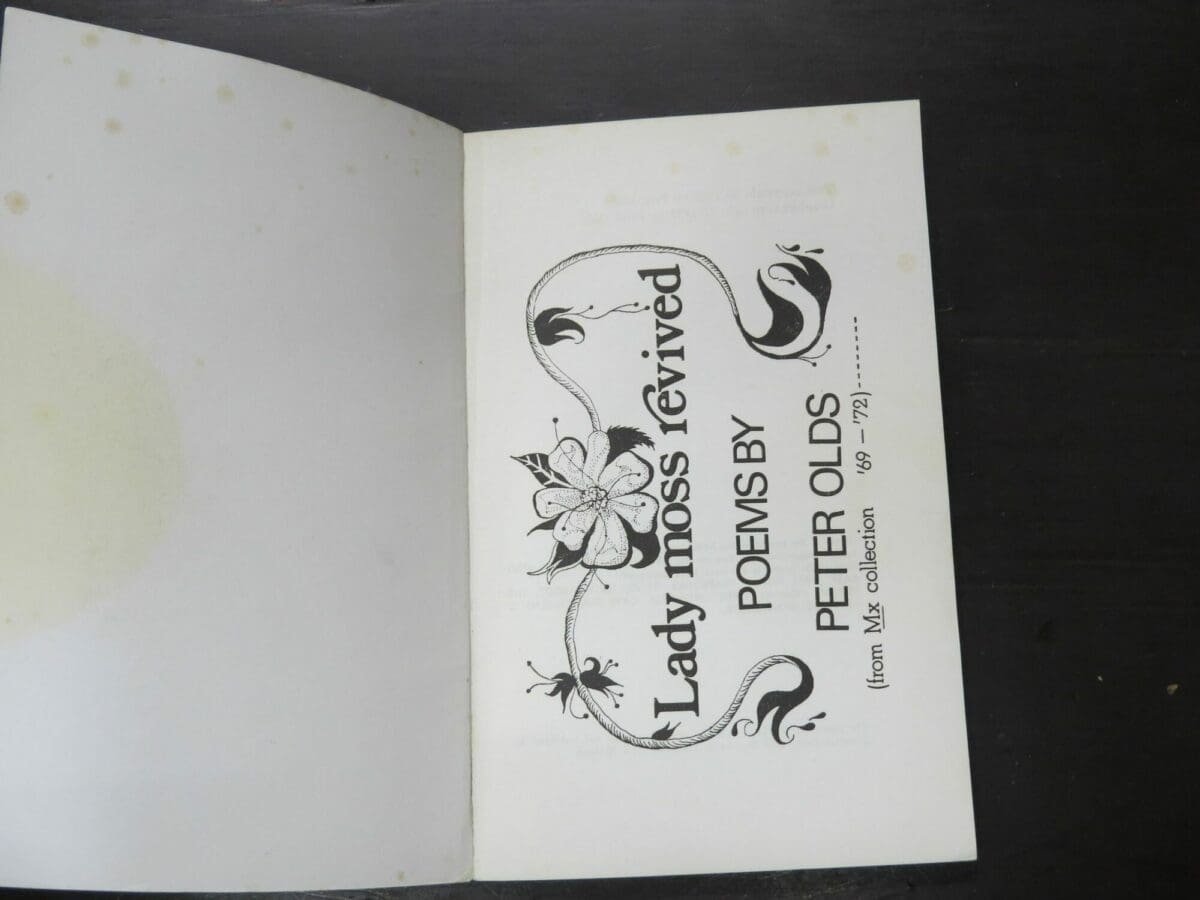 Lady moss revived
POEMS BY
PETER OLDS
(from Mx collection '69 – '72)-------